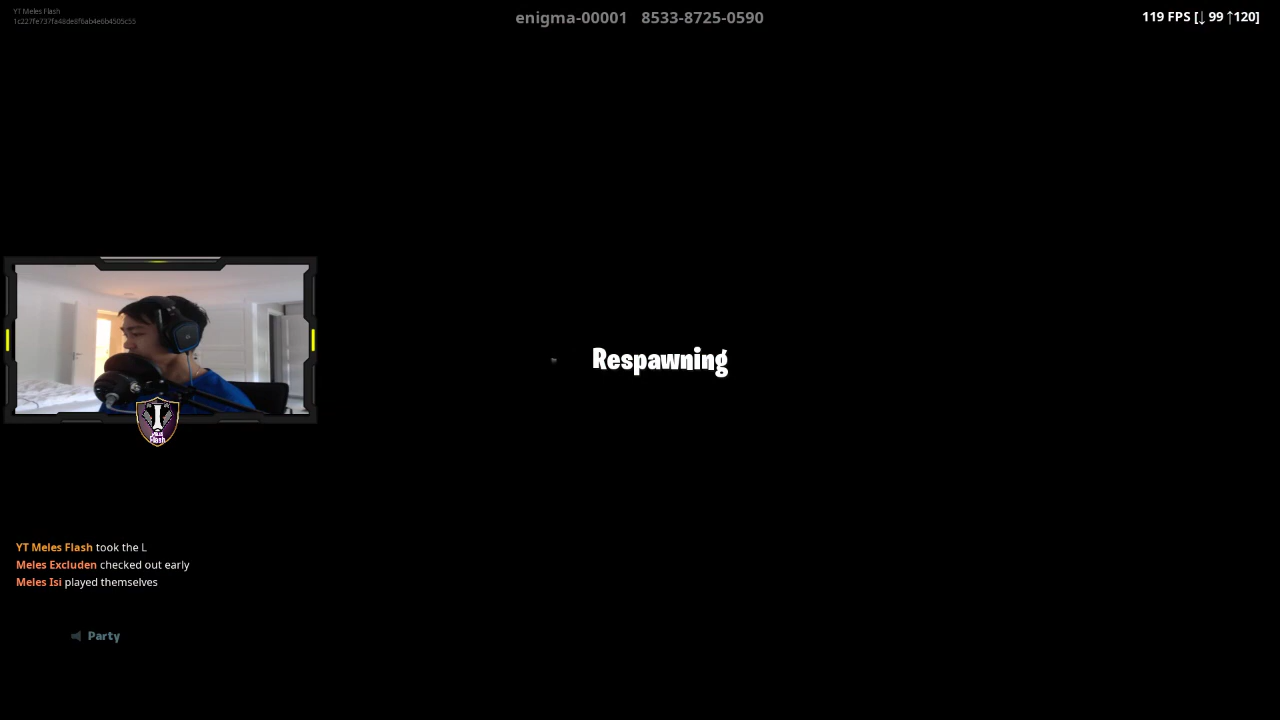 YT Meles Flash
enigma-00001 8533-8725-0590
119 FPS [↓ 99 ↑120]
Respawning
Flash
YT Meles Flash took the L
Meles Excluden checked out early
Meles Isi played themselves
Party